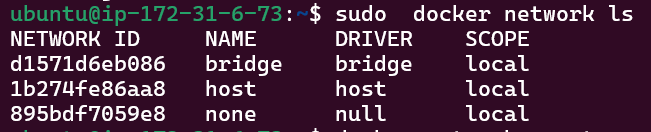 ubuntu@ip-172-31-6-73:~$ sudo  docker network ls
NETWORK ID     NAME      DRIVER    SCOPE
d1571d6eb086   bridge    bridge    local
1b274fe86aa8   host      host      local
895bdf7059e8   none      null      local